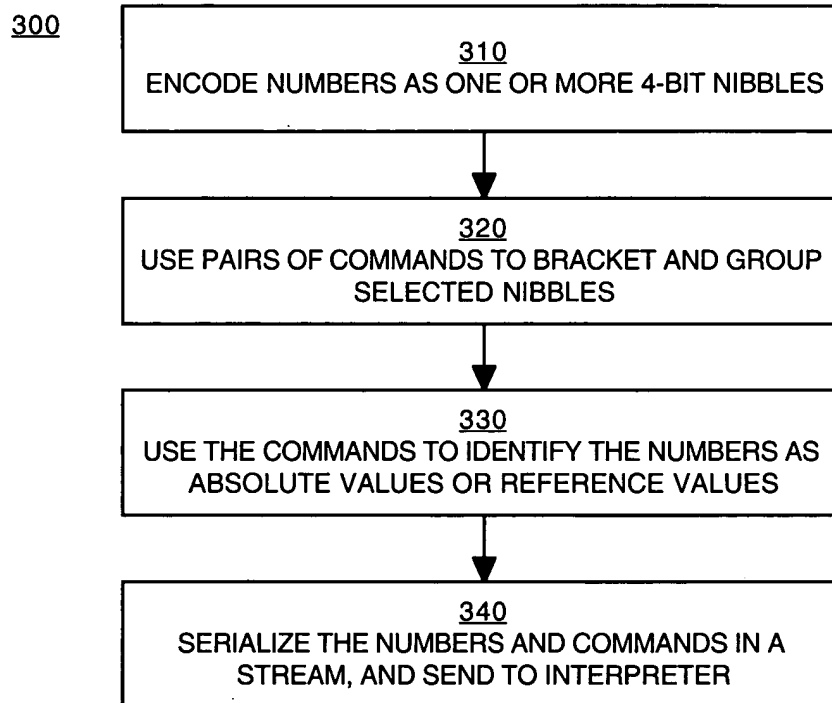 300
310
ENCODE NUMBERS AS ONE OR MORE 4-BIT NIBBLES
320
USE PAIRS OF COMMANDS TO BRACKET AND GROUP
SELECTED NIBBLES
330
USE THE COMMANDS TO IDENTIFY THE NUMBERS AS
ABSOLUTE VALUES OR REFERENCE VALUES
340
SERIALIZE THE NUMBERS AND COMMANDS IN A
STREAM, AND SEND TO INTERPRETER